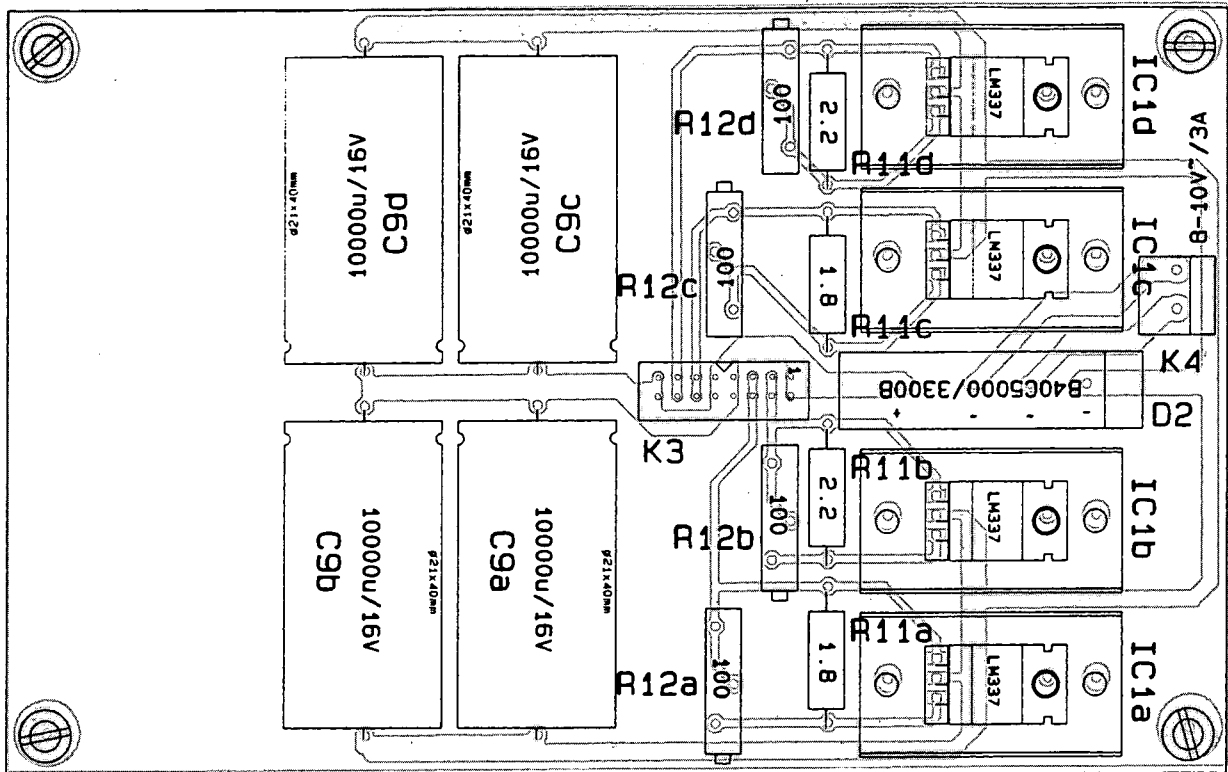 R12d
100
2.2
R11d
LM337
IC1d
8-10V~/3A
ø21x40mm
10000u/16V
C9d
ø21x40mm
10000u/16V
C9c
R12c
100
1.8
R11c
LM337
IC1c
K4
1
K3
B40C5000/3300B
+
-
-
-
D2
C9b
10000u/16V
ø21x40mm
C9a
10000u/16V
ø21x40mm
R12b
100
2.2
R11b
LM337
IC1b
R12a
100
1.8
R11a
LM337
IC1a